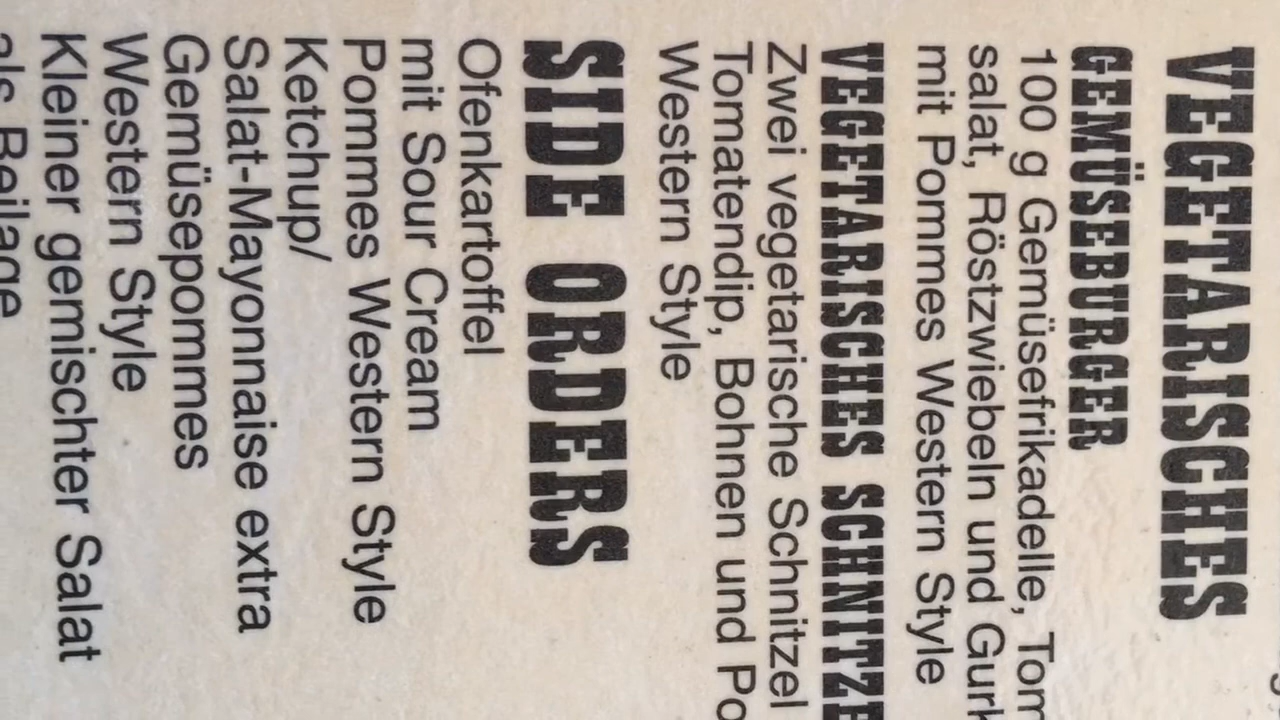 VEGETARISCHES
GEMÜSEBURGER
100 g Gemüsefrikadelle, Tom
salat, Röstzwiebeln und Gurk
mit Pommes Western Style
VEGETARISCHES SCHNITZE
Zwei vegetarische Schnitzel
Tomatendip, Bohnen und Po
Western Style
SIDE ORDERS
Ofenkartoffel
mit Sour Cream
Pommes Western Style
Ketchup/
Salat-Mayonnaise extra
Gemüsepommes
Western Style
Kleiner gemischter Salat
als Beilage